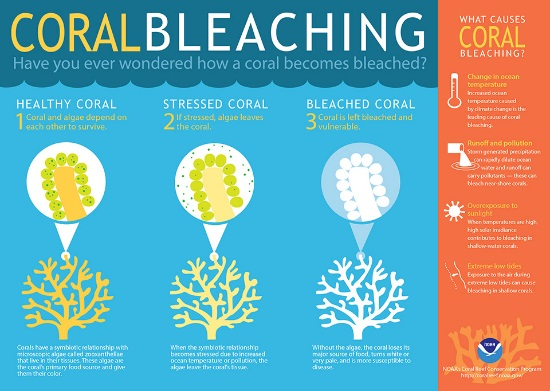 CORALBLEACHING
Have you ever wondered how a coral becomes bleached?
HEALTHY CORAL
1 Coral and algae depend on
each other to survive.
STRESSED CORAL
2 If stressed, algae leaves
the coral.
BLEACHED CORAL
3 Coral is left bleached and
vulnerable.
Corals have a symbiotic relationship with
microscopic algae called zooxanthellae
that live in their tissues. These algae are
the coral's primary food source and give
them their color.
When the symbiotic relationship
becomes stressed due to increased
ocean temperature or pollution, the
algae leave the coral's tissue.
Without the algae, the coral loses its
major source of food, turns white or
very pale, and is more susceptible to
disease.
WHAT CAUSES
CORAL
BLEACHING?
Change in ocean
temperature
Increased ocean
temperature caused
by climate change is the
leading cause of coral
bleaching.
Runoff and pollution
Storm generated precipitation
can rapidly dilute ocean
water and runoff can
carry pollutants — these can
bleach near-shore corals.
Overexposure to
sunlight
When temperatures are high,
high solar irradiance
contributes to bleaching in
shallow-water corals.
Extreme low tides
Exposure to the air during
extreme low tides can cause
bleaching in shallow corals.
NOAA
NOAA's Coral Reef Conservation Program